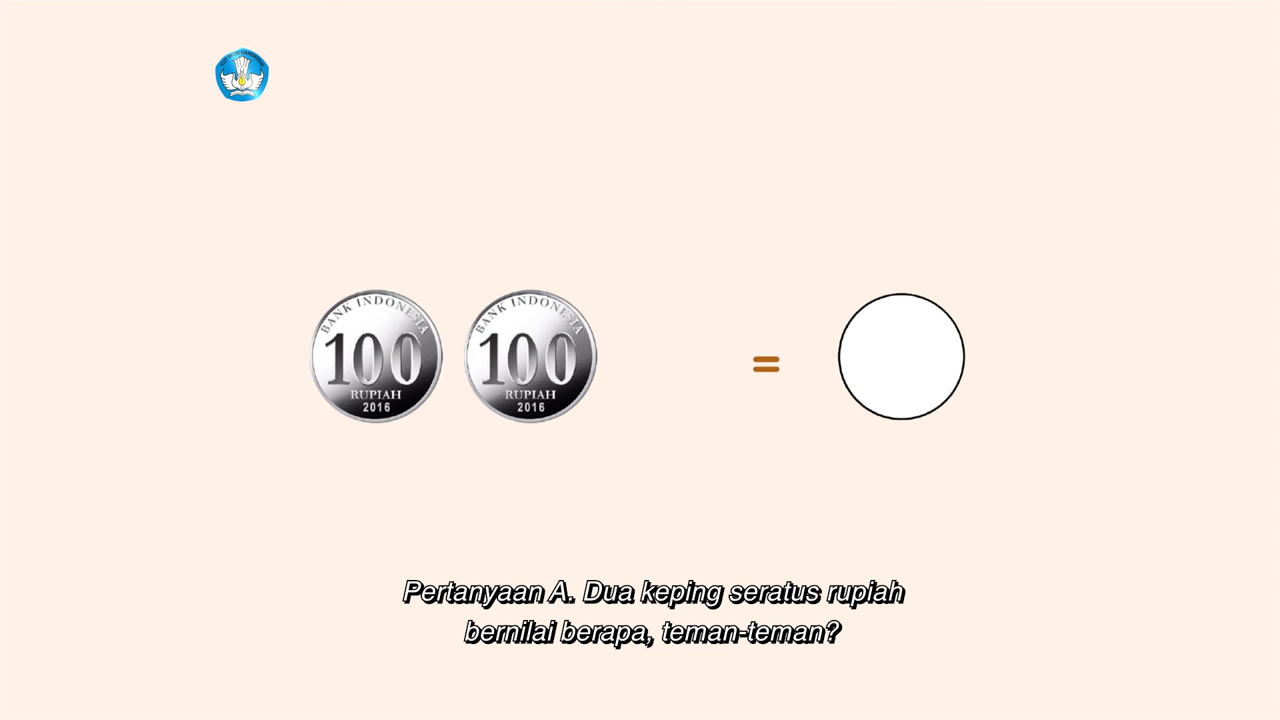 BANK INDONESIA
100
RUPIAH
2016
BANK INDONESIA
100
RUPIAH
2016
=
Pertanyaan A. Dua keping seratus rupiah
bernilai berapa, teman-teman?